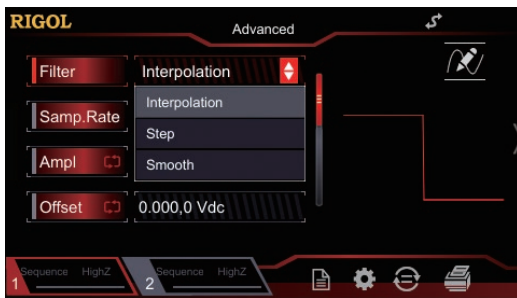 RIGOL
Advanced
Filter Interpolation
Interpolation
Samp.Rate
Step
Ampl
Smooth
Offset 0.000,0 Vdc
1 Sequence HighZ
2 Sequence HighZ